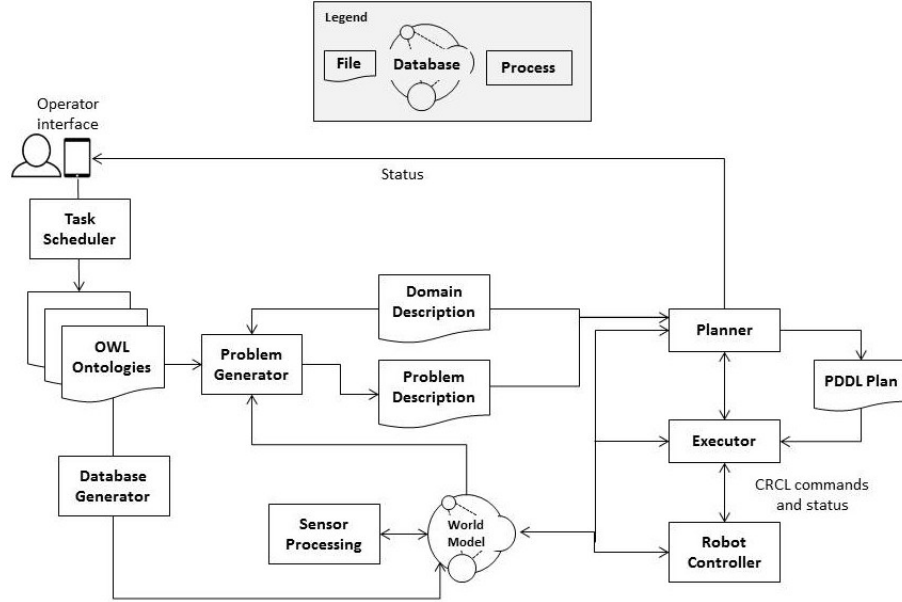 Legend
File
Database
Process
Operator
interface
Status
Task
Scheduler
OWL
Ontologies
Problem
Generator
Domain
Description
Problem
Description
Planner
PDDL Plan
Executor
CRCL commands
and status
Database
Generator
Sensor
Processing
World
Model
Robot
Controller